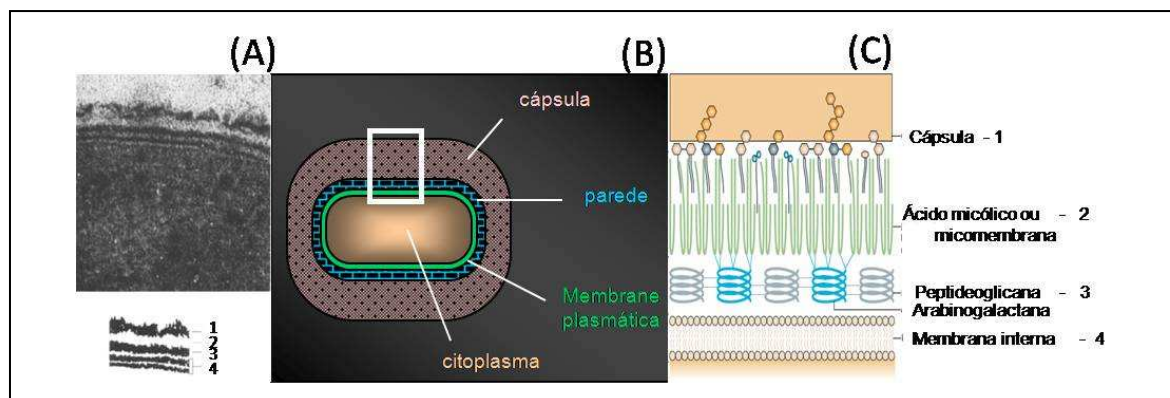 (A)
(B)
(C)
cápsula
parede
Membrane
plasmática
citoplasma
1
2
3
4
Cápsula - 1
Ácido micólico ou - 2
micomembrana
Peptideoglicana - 3
Arabinogalactana
Membrana interna - 4